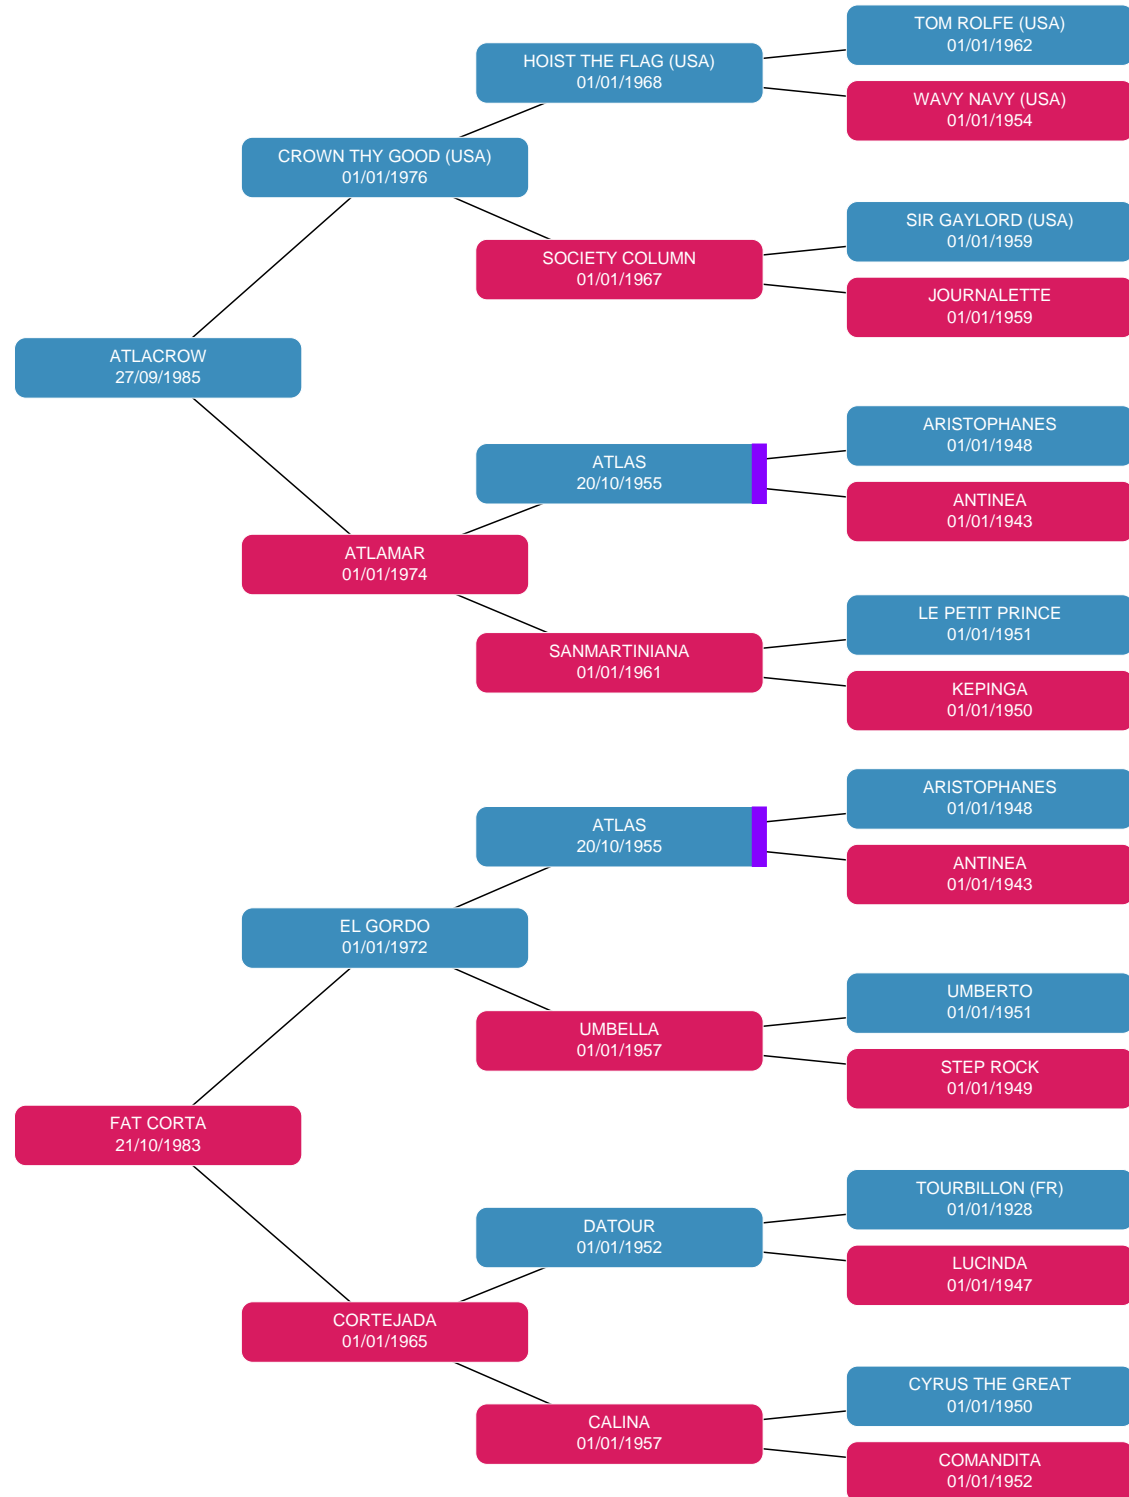 TOM ROLFE (USA)
01/01/1962
HOIST THE FLAG (USA)
01/01/1968
WAVY NAVY (USA)
01/01/1954
CROWN THY GOOD (USA)
01/01/1976
SIR GAYLORD (USA)
01/01/1959
SOCIETY COLUMN
01/01/1967
JOURNALETTE
01/01/1959
ATLACROW
27/09/1985
ARISTOPHANES
01/01/1948
ATLAS
20/10/1955
ANTINEA
01/01/1943
ATLAMAR
01/01/1974
LE PETIT PRINCE
01/01/1951
SANMARTINIANA
01/01/1961
KEPINGA
01/01/1950
ARISTOPHANES
01/01/1948
ATLAS
20/10/1955
ANTINEA
01/01/1943
EL GORDO
01/01/1972
UMBERTO
01/01/1951
UMBELLA
01/01/1957
STEP ROCK
01/01/1949
FAT CORTA
21/10/1983
TOURBILLON (FR)
01/01/1928
DATOUR
01/01/1952
LUCINDA
01/01/1947
CORTEJADA
01/01/1965
CYRUS THE GREAT
01/01/1950
CALINA
01/01/1957
COMANDITA
01/01/1952